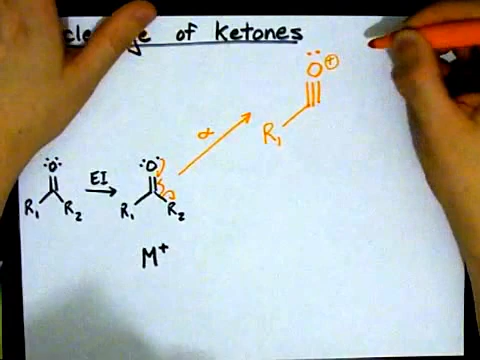 of ketones
O ⊕
R₁
α
O EI O
R₁ R₂ R₁ R₂
M⁺